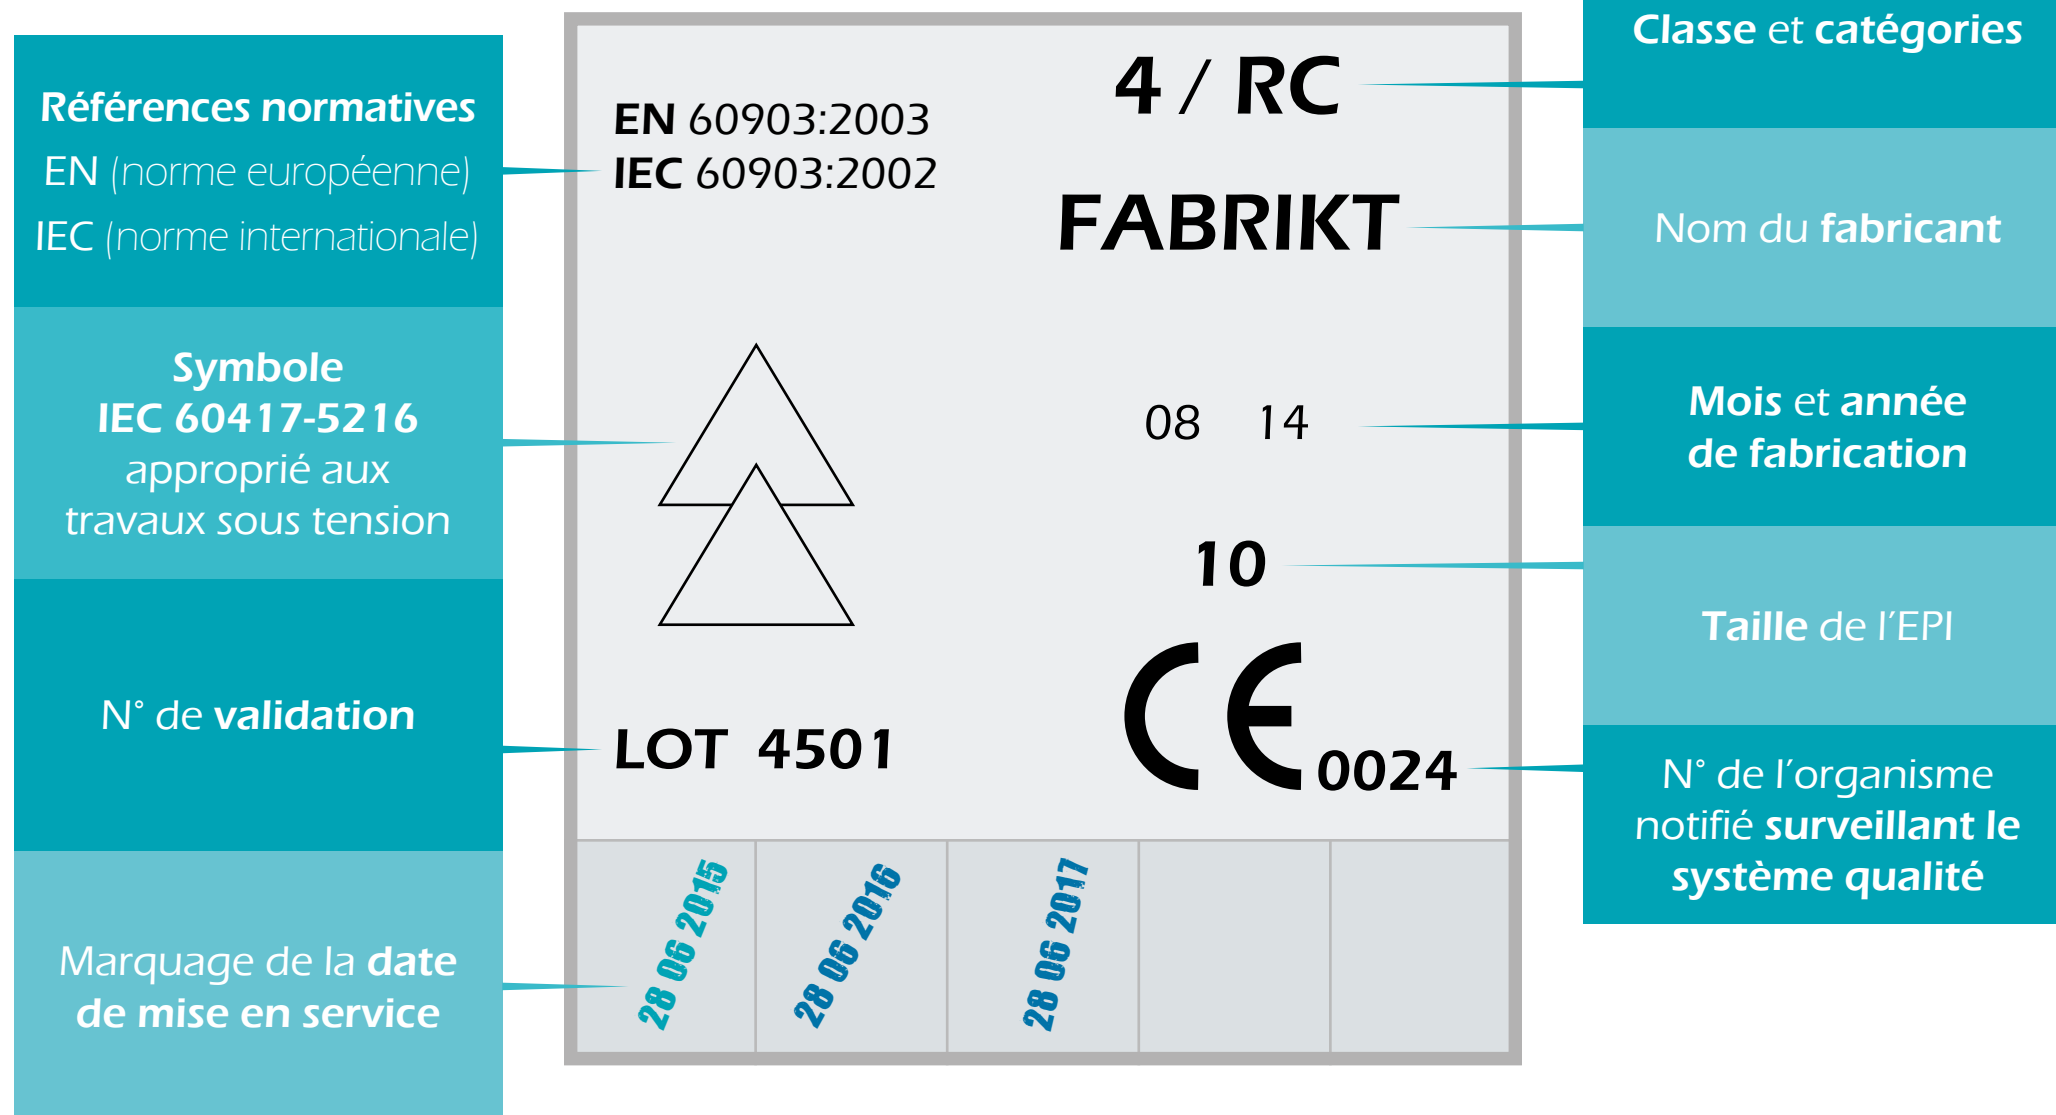 Références normatives
EN (norme européenne)
IEC (norme internationale)
Symbole
IEC 60417-5216
approprié aux
travaux sous tension
N° de validation
Marquage de la date
de mise en service
EN 60903:2003
IEC 60903:2002
4 / RC
FABRIKT
08 14
10
LOT 4501
CE 0024
28 06 2015
28 06 2016
28 06 2017
Classe et catégories
Nom du fabricant
Mois et année
de fabrication
Taille de l'EPI
N° de l'organisme
notifié surveillant le
système qualité